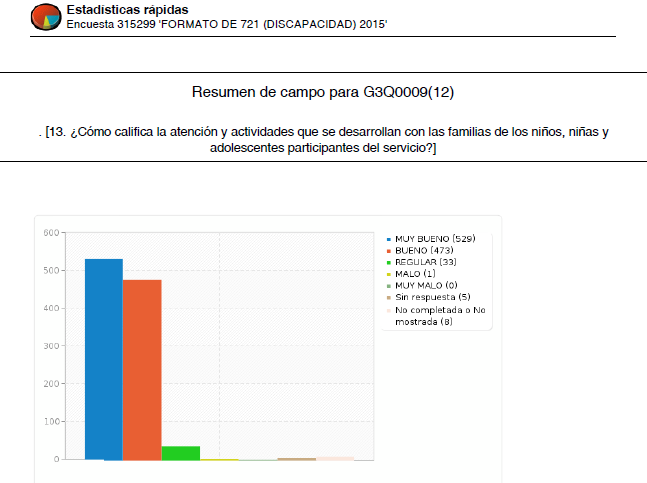 Estadísticas rápidas
Encuesta 315299 'FORMATO DE 721 (DISCAPACIDAD) 2015'
Resumen de campo para G3Q0009(12)
. [13. ¿Cómo califica la atención y actividades que se desarrollan con las familias de los niños, niñas y
adolescentes participantes del servicio?]
600
500
400
300
200
100
0
MUY BUENO (529)
BUENO (473)
REGULAR (33)
MALO (1)
MUY MALO (0)
Sin respuesta (5)
No completada o No
mostrada (8)